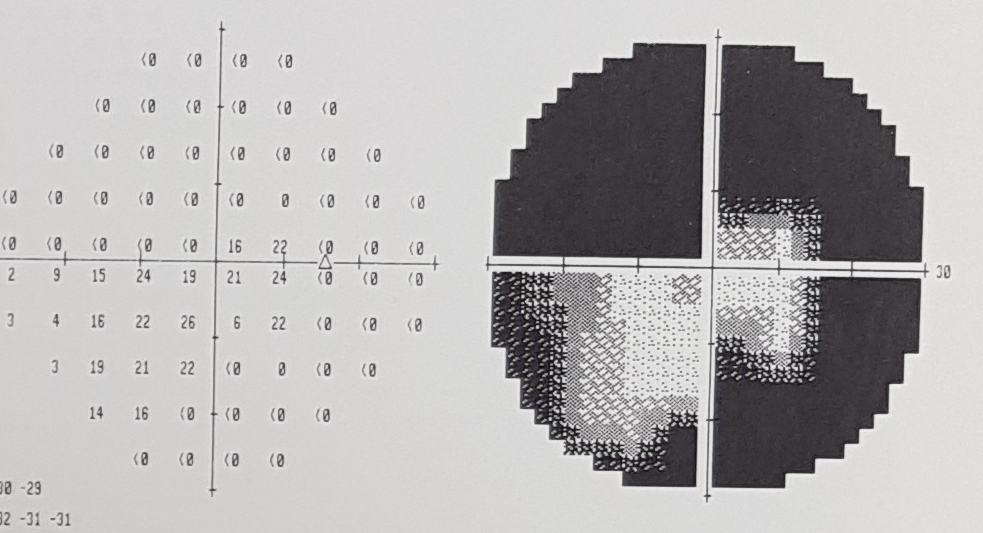 <0 <0 <0 <0
<0 <0 <0 <0 <0 <0
<0 <0 <0 <0 <0 <0 <0 <0
<0 <0 <0 <0 <0 <0 0 <0 <0 <0
<0 <0 <0 <0 <0 16 22 <0 <0 <0
30
2 9 15 24 19 21 24 <0 <0 <0
3 4 16 22 26 6 22 <0 <0 <0
3 19 21 22 <0 0 <0 <0
14 16 <0 <0 <0 <0
<0 <0 <0 <0
-29
-31 -31